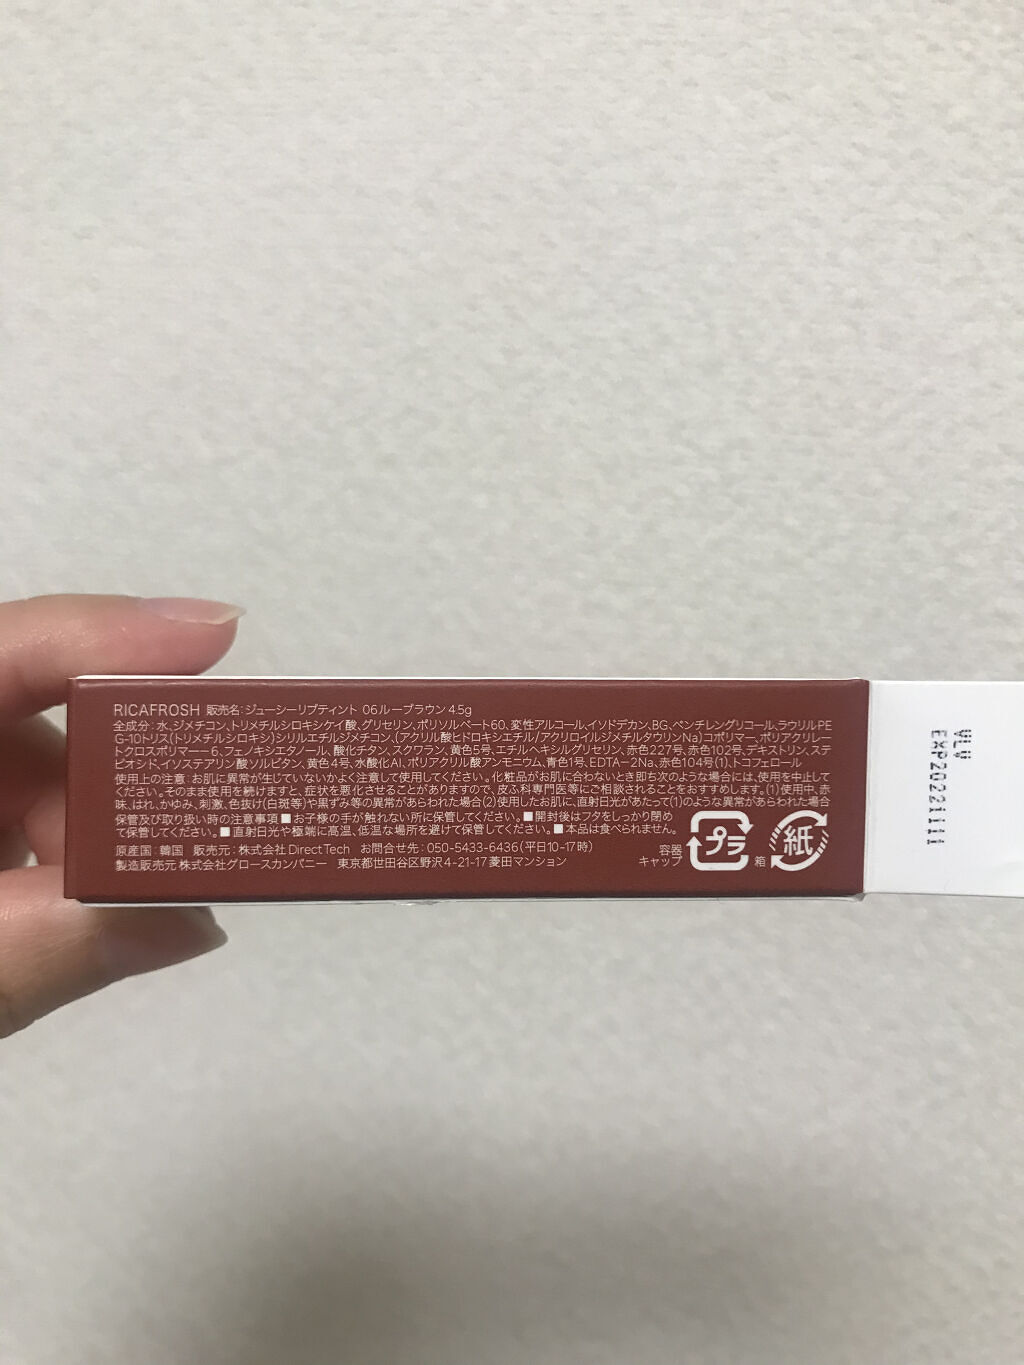 RICAFROSH 販売名:ジューシーリブティント 06ルーブラウン 4.5g
全成分:水、ジメチコン、トリメチルシロキシケイ酸、グリセリン、ポリソルベート60、変性アルコール、イソドデカン、BG、ペンチレングリコール、ラウリルPE
G-10トリス(トリメチルシロキシ)シリルエチルジメチコン、(アクリル酸ヒドロキシエチル/アクリロイルジメチルタウリンNa)コポリマー、ポリアクリレー
トクロスポリマー-6、フェノキシエタノール、酸化チタン、スクワラン、黄色5号、エチルヘキシルグリセリン、赤色227号、赤色102号、デキストリン、ステ
ビオシド、イソステアリン酸ソルビタン、黄色4号、水酸化Al、ポリアクリル酸アンモニウム、青色1号、EDTA-2Na、赤色104号(1)、トコフェロール
使用上の注意:お肌に異常が生じていないかよく注意して使用してください。化粧品がお肌に合わないとき即ち次のような場合には、使用を中止して
ください。そのまま使用を続けますと、症状を悪化させることがありますので、皮ふ科専門医等にご相談されることをおすすめします。(1)使用中、赤
味、はれ、かゆみ、刺激、色抜け(白斑等)や黒ずみ等の異常があらわれた場合(2)使用したお肌に、直射日光があたって(1)のような異常があらわれた場合
保管及び取り扱い時の注意事項■お子様の手が触れない所に保管してください。■開封後はフタをしっかり閉め
て保管してください。■直射日光や極端に高温、低温な場所を避けて保管してください。■本品は食べられません。
原産国:韓国 販売元:株式会社DirectTech お問合せ先:050-5433-6436(平日10-17時)
製造販売元 株式会社グロースカンパニー 東京都世田谷区野沢4-21-17菱田マンション
容器
キャップ
プラ
箱
紙
VLV
EXP20221111